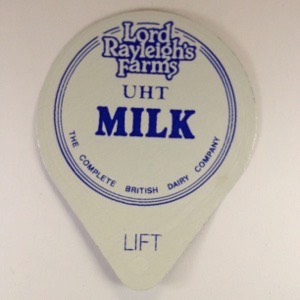 Lord
Rayleigh's
Farms
UHT
MILK
THE COMPLETE BRITISH DAIRY COMPANY
LIFT